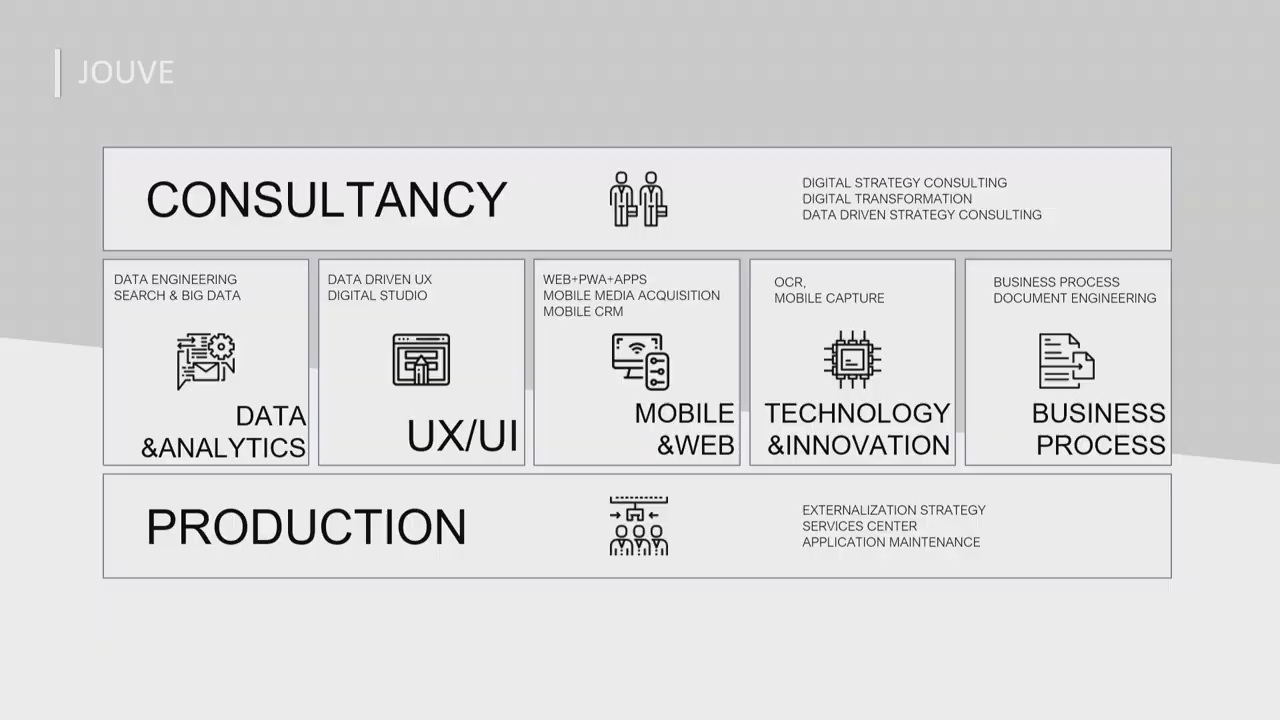 JOUVE
CONSULTANCY
DIGITAL STRATEGY CONSULTING
DIGITAL TRANSFORMATION
DATA DRIVEN STRATEGY CONSULTING
DATA ENGINEERING
SEARCH & BIG DATA
DATA
&ANALYTICS
DATA DRIVEN UX
DIGITAL STUDIO
UX/UI
WEB+PWA+APPS
MOBILE MEDIA ACQUISITION
MOBILE CRM
MOBILE
&WEB
OCR,
MOBILE CAPTURE
TECHNOLOGY
&INNOVATION
BUSINESS PROCESS
DOCUMENT ENGINEERING
BUSINESS
PROCESS
PRODUCTION
EXTERNALIZATION STRATEGY
SERVICES CENTER
APPLICATION MAINTENANCE